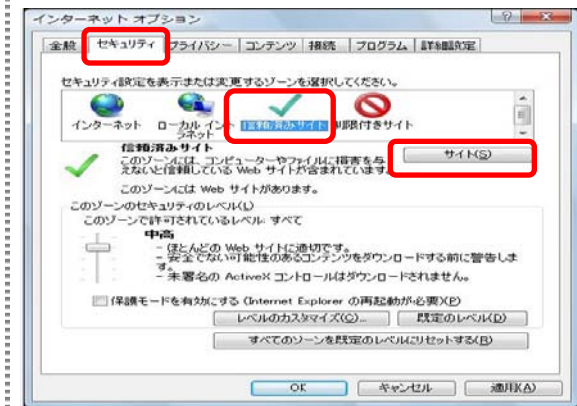 インターネット オプション
全般 セキュリティ プライバシー コンテンツ 接続 プログラム 詳細設定
セキュリティ設定を表示または変更するゾーンを選択してください。
インターネット ローカル イントラネット 信頼済みサイト 制限付きサイト
信頼済みサイト
サイト(S)
このゾーンには、コンピューターやファイルに損害を与
えないと信頼している Web サイトが含まれています。
このゾーンには Web サイトがあります。
このゾーンのセキュリティのレベル(L)
このゾーンで許可されているレベル: すべて
中高
- ほとんどの Web サイトに適切です。
- 安全でない可能性のあるコンテンツをダウンロードする前に警告しま
す。
- 未署名の ActiveX コントロールはダウンロードされません。
保護モードを有効にする (Internet Explorer の再起動が必要)(P)
レベルのカスタマイズ(C)... 既定のレベル(D)
すべてのゾーンを既定のレベルにリセットする(R)
OK キャンセル 適用(A)